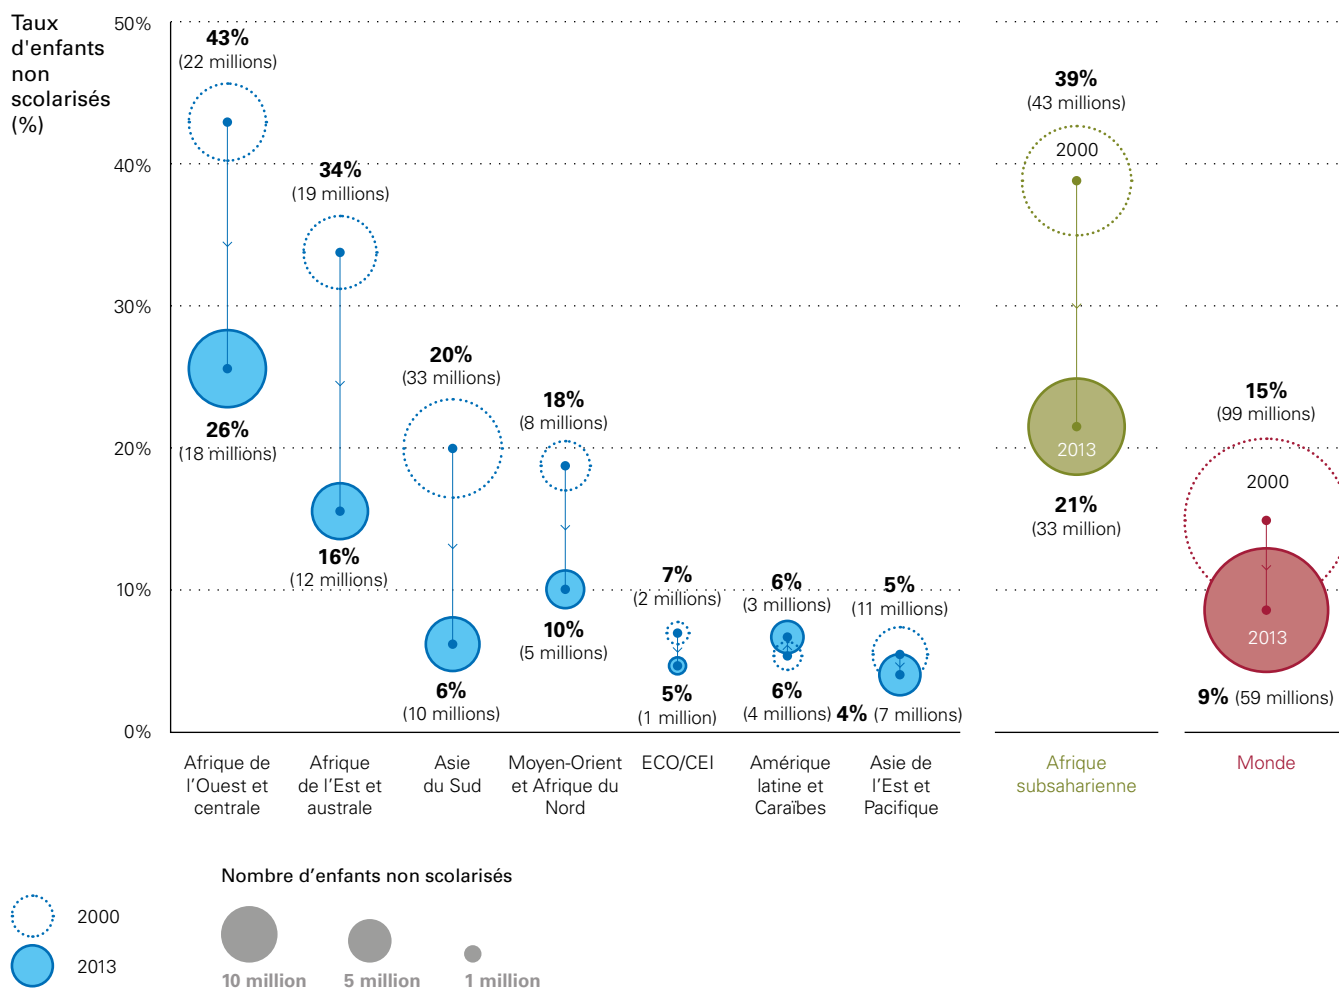 Taux
d'enfants
non
scolarisés
(%)
50%
40%
30%
20%
10%
0%
43%
(22 millions)
26%
(18 millions)
34%
(19 millions)
16%
(12 millions)
20%
(33 millions)
6%
(10 millions)
18%
(8 millions)
10%
(5 millions)
7%
(2 millions)
5%
(1 million)
6%
(3 millions)
6%
(4 millions)
5%
(11 millions)
4% (7 millions)
39%
(43 millions)
2000
2013
21%
(33 million)
15%
(99 millions)
2000
2013
9% (59 millions)
Afrique de
l'Ouest et
centrale
Afrique
de l'Est et
australe
Asie
du Sud
Moyen-Orient
et Afrique du
Nord
ECO/CEI
Amérique
latine et
Caraïbes
Asie de
l'Est et
Pacifique
Afrique
subsaharienne
Monde
2000
2013
Nombre d'enfants non scolarisés
10 million
5 million
1 million